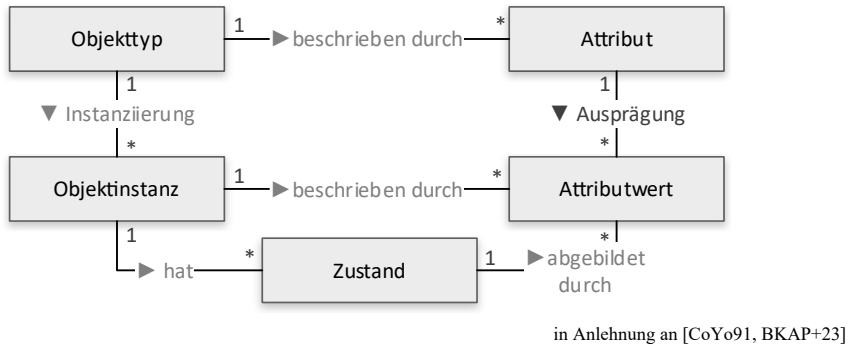 Objekttyp 1 ▶ beschrieben durch * Attribut
1 1
▼ Instanziierung ▼ Ausprägung
* *
Objektinstanz 1 ▶ beschrieben durch * Attributwert
1 *
▶ hat * Zustand 1 ▶ abgebildet
durch
in Anlehnung an [CoYo91, BKAP+23]